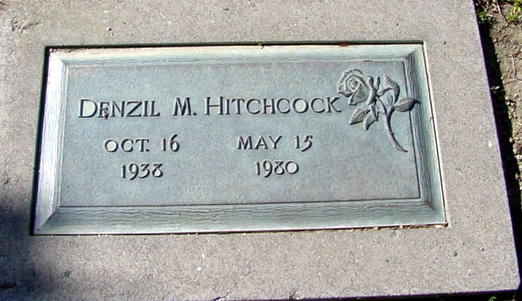 DENZIL M. HITCHCOCK
OCT 16 MAY 15
1938 1980